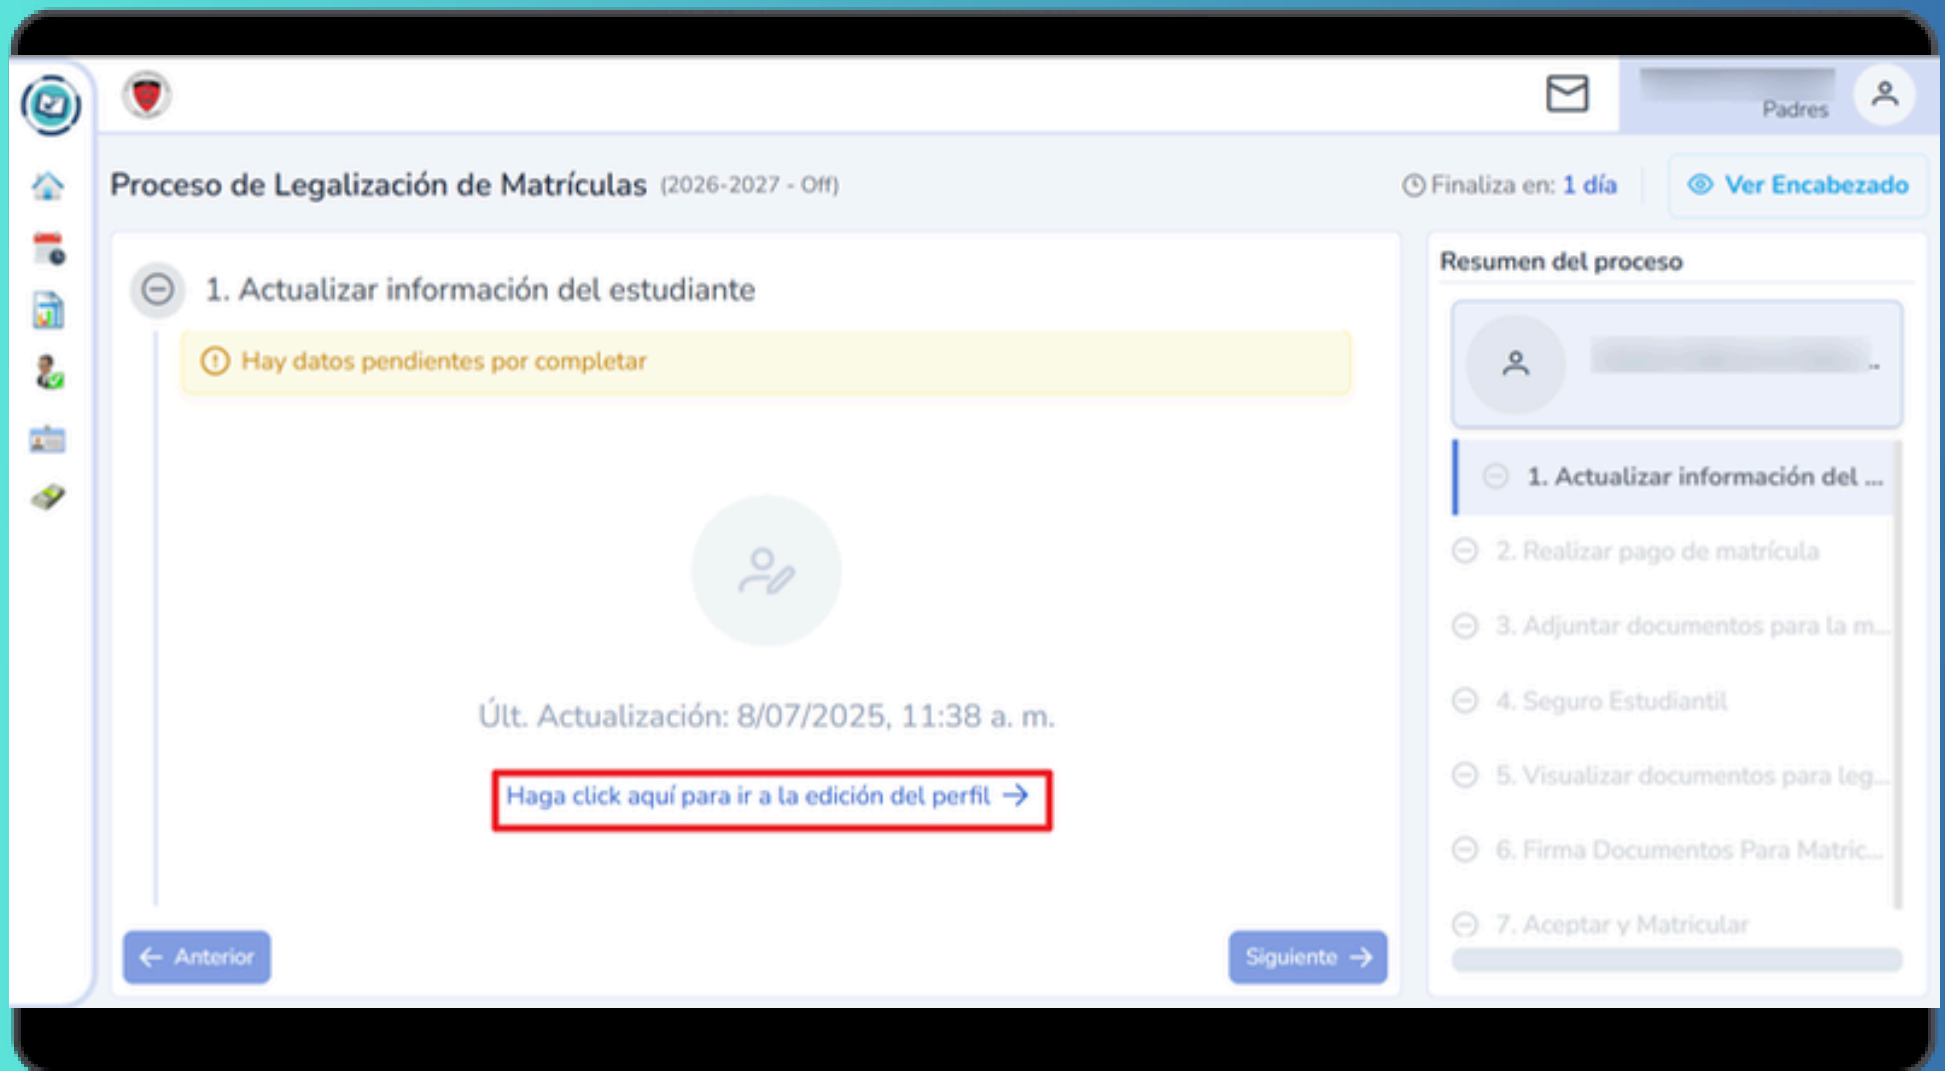 Padres
Proceso de Legalización de Matrículas (2026-2027 - Off)
Finaliza en: 1 día
Ver Encabezado
1. Actualizar información del estudiante
Hay datos pendientes por completar
Últ. Actualización: 8/07/2025, 11:38 a. m.
Haga click aquí para ir a la edición del perfil →
← Anterior
Siguiente →
Resumen del proceso
..
1. Actualizar información del ...
2. Realizar pago de matrícula
3. Adjuntar documentos para la m...
4. Seguro Estudiantil
5. Visualizar documentos para leg...
6. Firma Documentos Para Matric...
7. Aceptar y Matricular